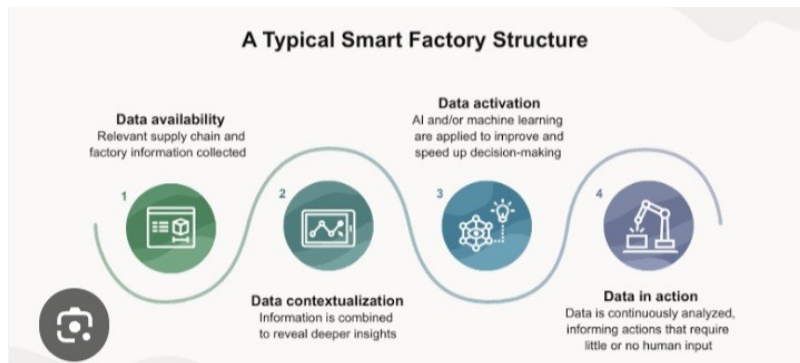 A Typical Smart Factory Structure
1
Data availability
Relevant supply chain and
factory information collected
2
Data contextualization
Information is combined
to reveal deeper insights
3
Data activation
AI and/or machine learning
are applied to improve and
speed up decision-making
4
Data in action
Data is continuously analyzed,
informing actions that require
little or no human input